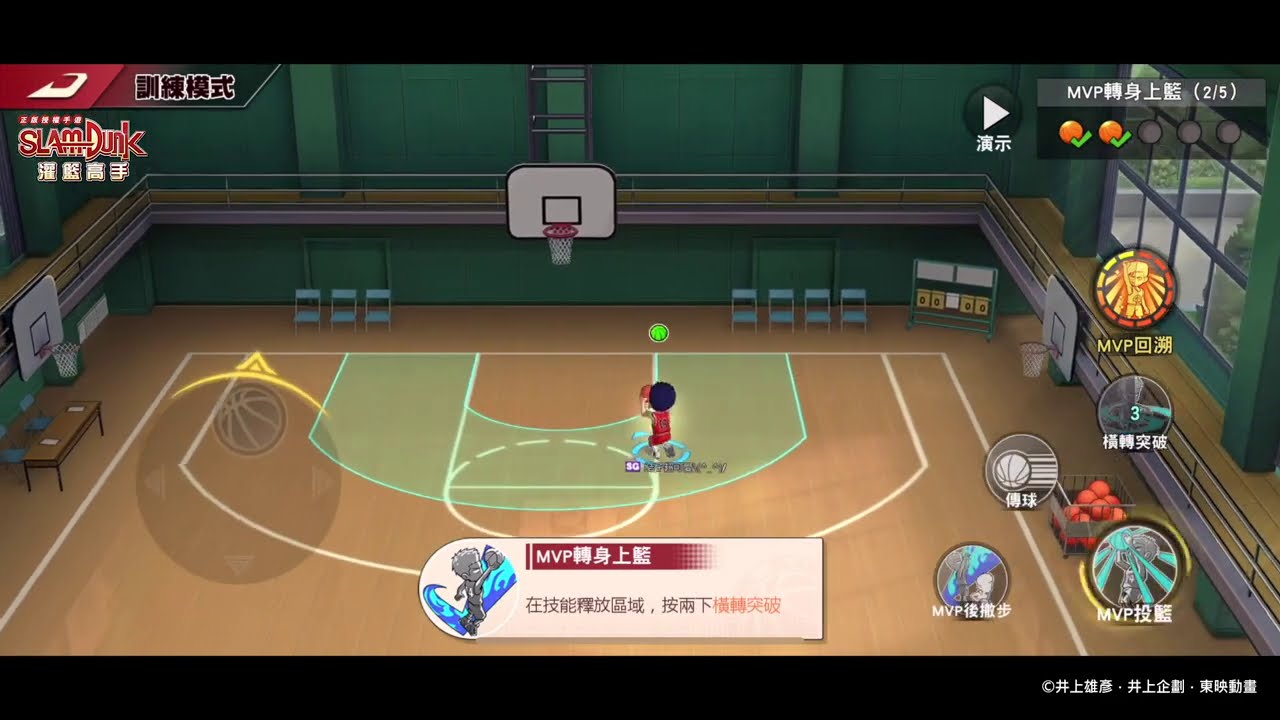 訓練模式
正版授權手遊
SLAM DUNK
灌籃高手
演示
MVP轉身上籃（2/5）
MVP回溯
3
橫轉突破
傳球
MVP後撤步
MVP投籃
SG
MVP轉身上籃
在技能釋放區域，按兩下橫轉突破
©井上雄彥．井上企劃．東映動畫